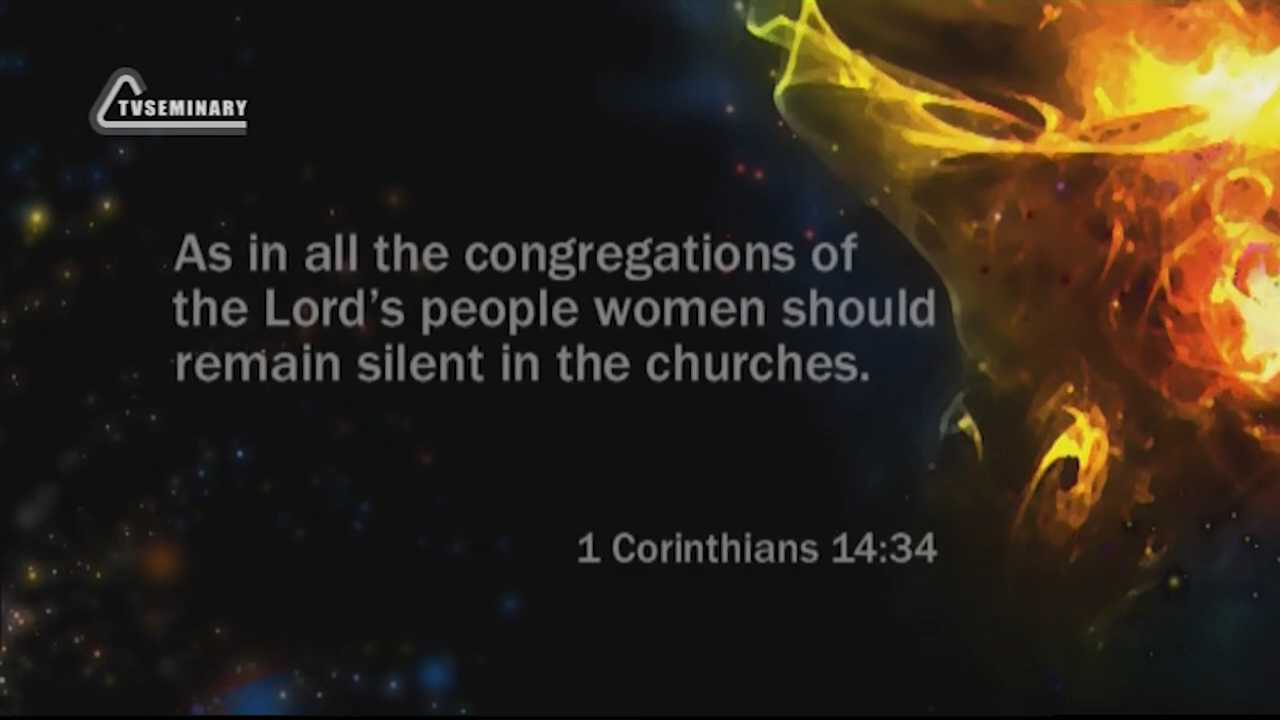 TVSEMINARY
As in all the congregations of
the Lord’s people women should
remain silent in the churches.
1 Corinthians 14:34